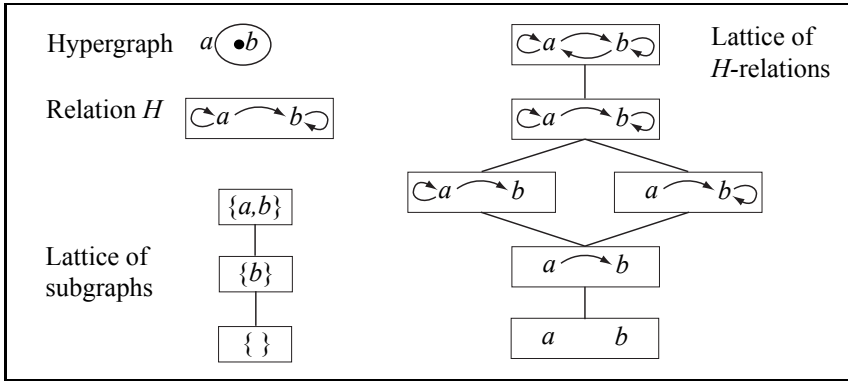 Hypergraph a b
Relation H a b
{a,b}
Lattice of
subgraphs
{b}
{ }
a b
Lattice of
H-relations
a b
a b
a b
a b
a b